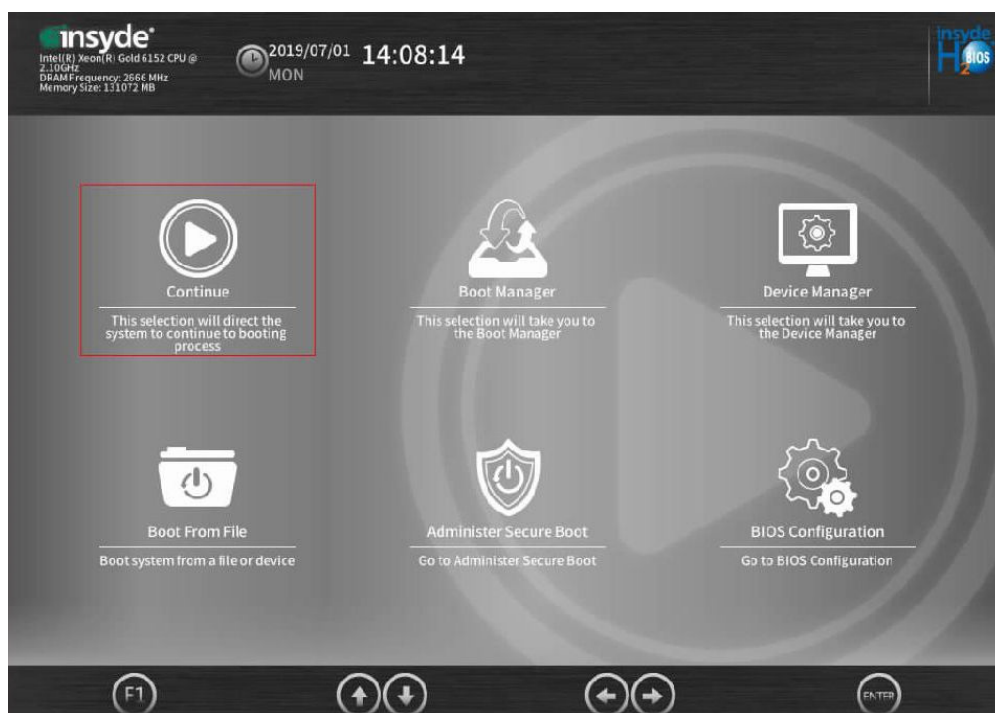 insyde
Intel(R) Xeon(R) Gold 6152 CPU @
2.10GHz
DRAM Frequency: 2666 MHz
Memory Size: 131072 MB
2019/07/01 14:08:14
MON
insyde
H2BIOS
Continue
This selection will direct the
system to continue to booting
process
Boot Manager
This selection will take you to
the Boot Manager
Device Manager
This selection will take you to
the Device Manager
Boot From File
Boot system from a file or device
Administer Secure Boot
Go to Administer Secure Boot
BIOS Configuration
Go to BIOS Configuration
F1
ENTER